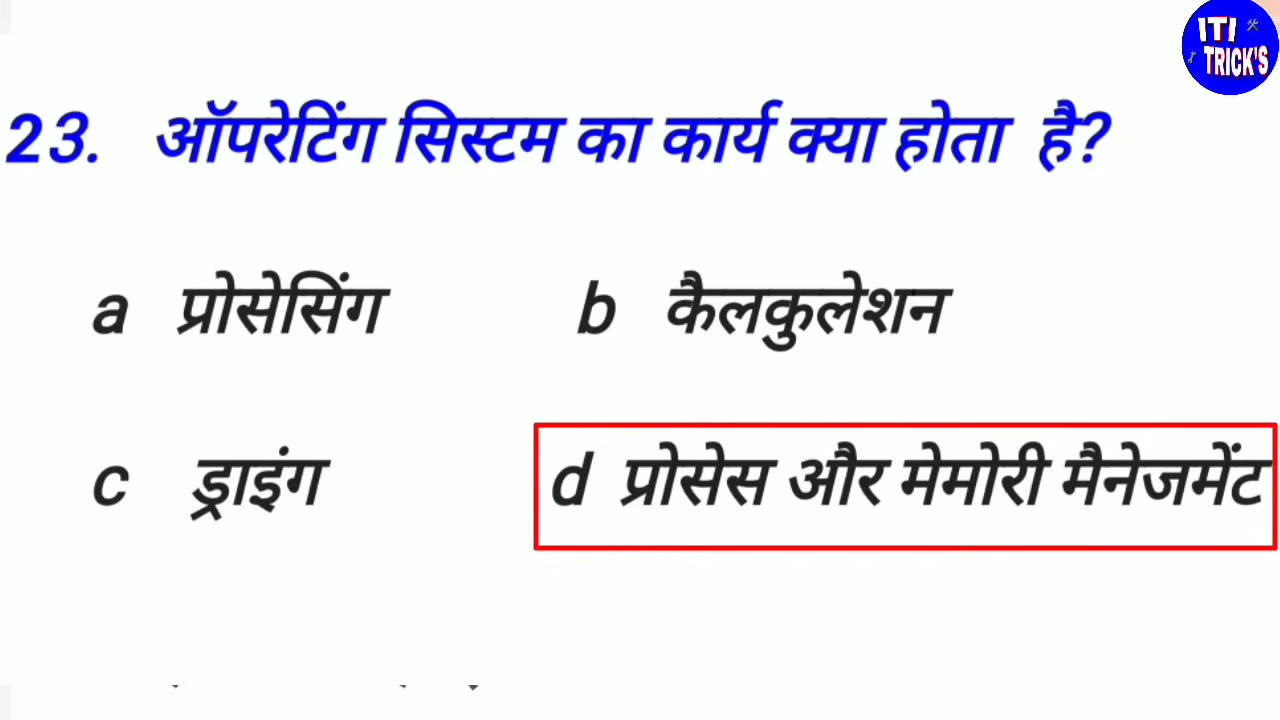 ITI
TRICK'S
23. ऑपरेटिंग सिस्टम का कार्य क्या होता है?
a प्रोसेसिंग b कैलकुलेशन
c ड्राइंग d प्रोसेस और मेमोरी मैनेजमेंट